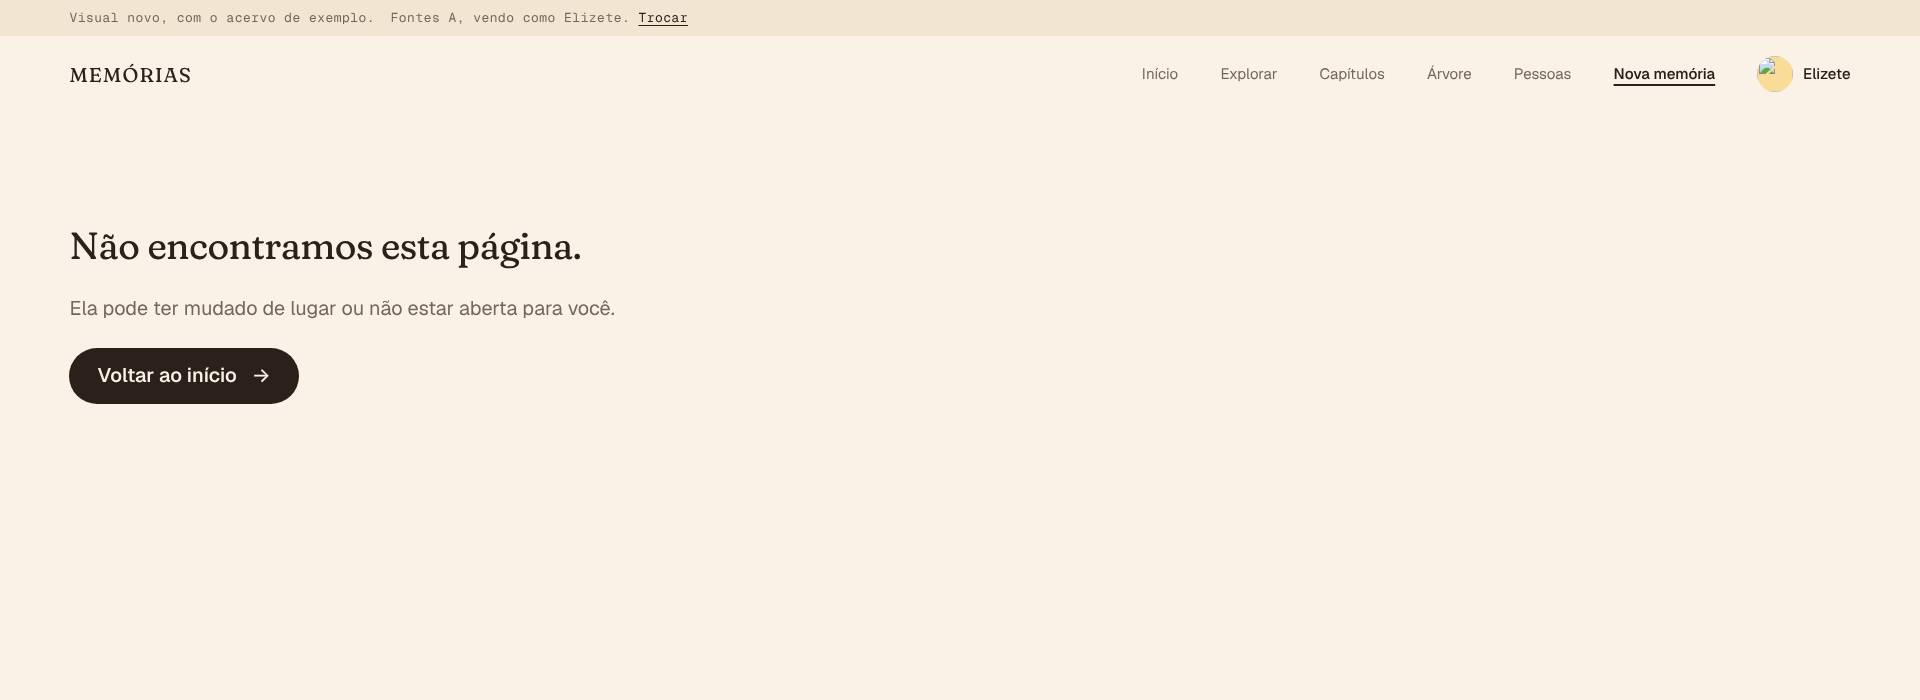 Visual novo, com o acervo de exemplo. Fontes A, vendo como Elizete. Trocar
MEMÓRIAS
Início Explorar Capítulos Árvore Pessoas Nova memória Elizete
Não encontramos esta página.
Ela pode ter mudado de lugar ou não estar aberta para você.
Voltar ao início →